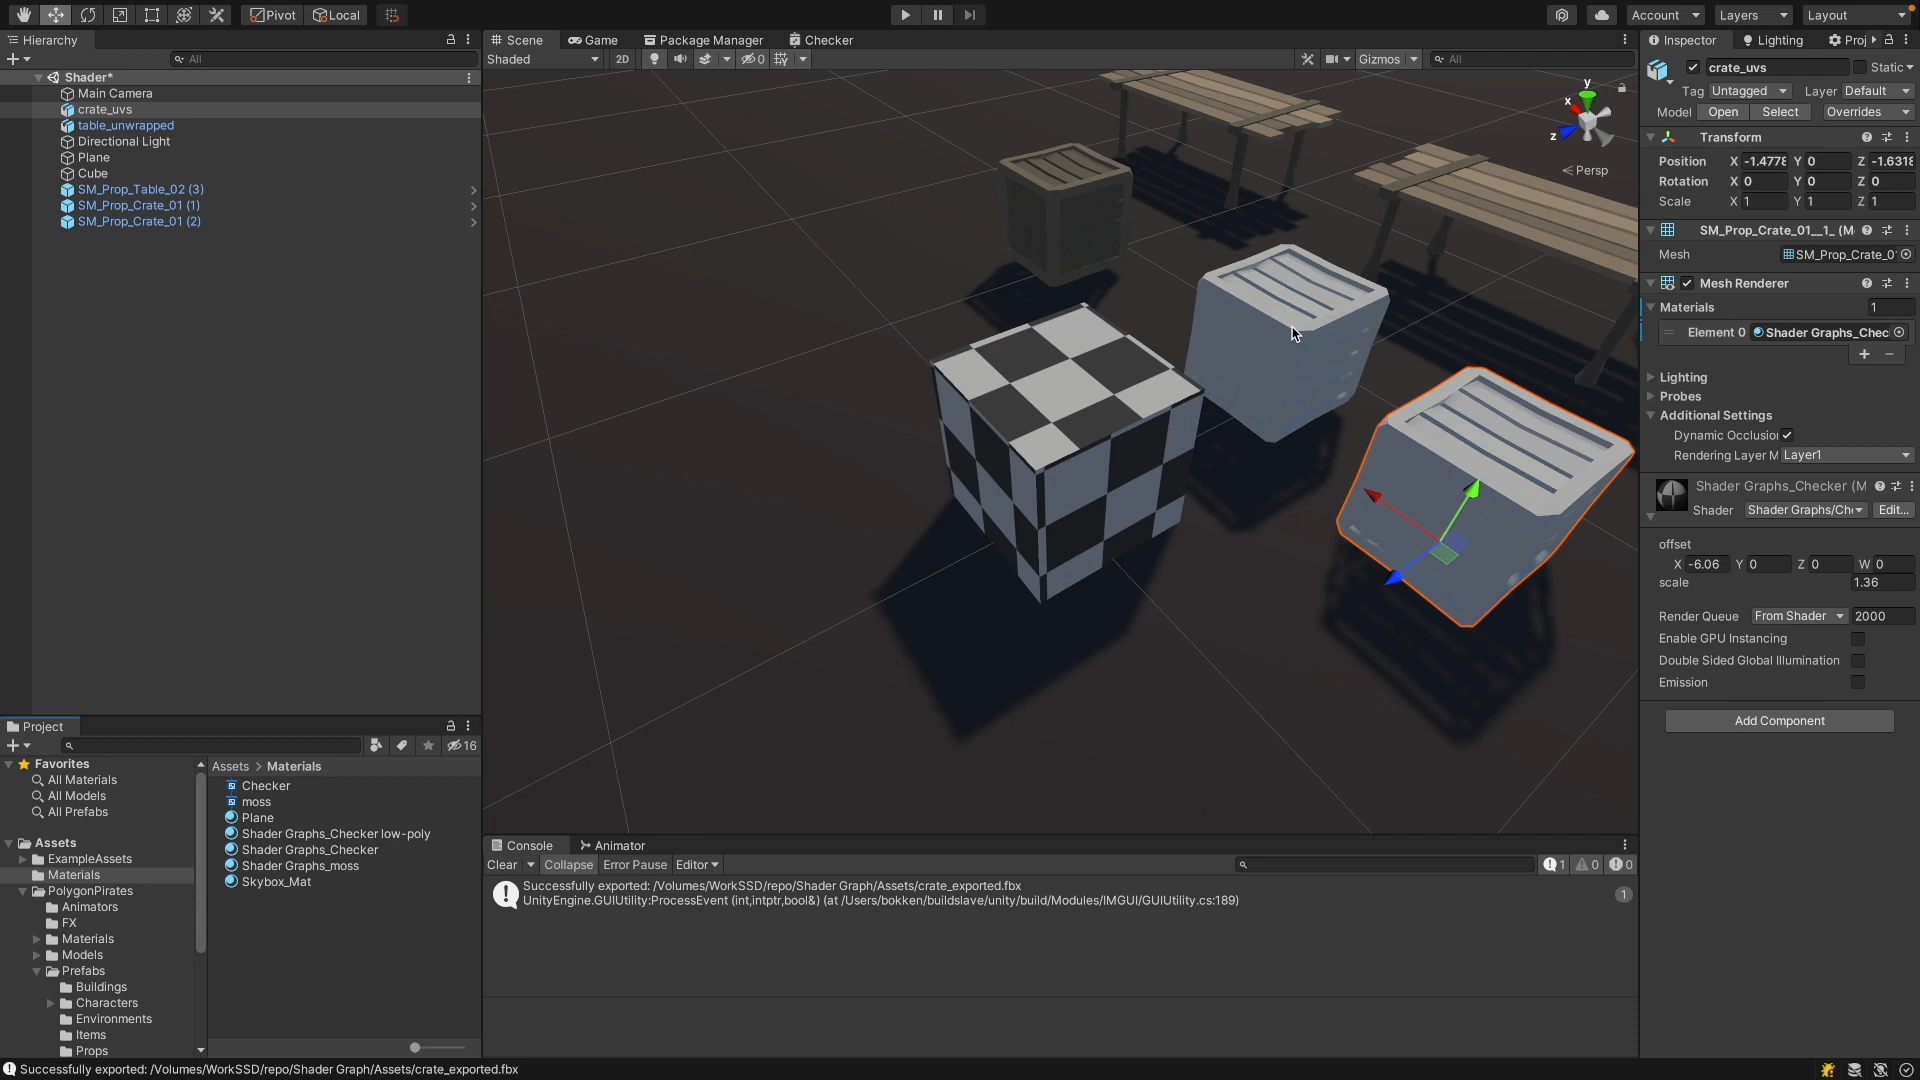 Pivot
Local
Account
Layers
Layout
Hierarchy
All
Shader*
Main Camera
crate_uvs
table_unwrapped
Directional Light
Plane
Cube
SM_Prop_Table_02 (3)
SM_Prop_Crate_01 (1)
SM_Prop_Crate_01 (2)
Scene
Game
Package Manager
Checker
Shaded
2D
0
Gizmos
All
y
x
z
Persp
Inspector
Lighting
Proj
crate_uvs
Static
Tag Untagged Layer Default
Model Open Select Overrides
Transform
Position X -1.4778 Y 0 Z -1.6318
Rotation X 0 Y 0 Z 0
Scale X 1 Y 1 Z 1
SM_Prop_Crate_01__1_ (M
Mesh SM_Prop_Crate_0
Mesh Renderer
Materials 1
Element 0 Shader Graphs_Chec
Lighting
Probes
Additional Settings
Dynamic Occlusion
Rendering Layer M Layer1
Shader Graphs_Checker (M
Shader Shader Graphs/Che Edit...
offset
X -6.06 Y 0 Z 0 W 0
scale 1.36
Render Queue From Shader 2000
Enable GPU Instancing
Double Sided Global Illumination
Emission
Add Component
Project
16
Favorites
All Materials
All Models
All Prefabs
Assets
ExampleAssets
Materials
PolygonPirates
Animators
FX
Materials
Models
Prefabs
Buildings
Characters
Environments
Items
Props
Assets > Materials
Checker
moss
Plane
Shader Graphs_Checker low-poly
Shader Graphs_Checker
Shader Graphs_moss
Skybox_Mat
Console
Animator
Clear
Collapse
Error Pause
Editor
1
0
0
Successfully exported: /Volumes/WorkSSD/repo/Shader Graph/Assets/crate_exported.fbx
UnityEngine.GUIUtility:ProcessEvent (int,intptr,bool&) (at /Users/bokken/buildslave/unity/build/Modules/IMGUI/GUIUtility.cs:189)
1
Successfully exported: /Volumes/WorkSSD/repo/Shader Graph/Assets/crate_exported.fbx